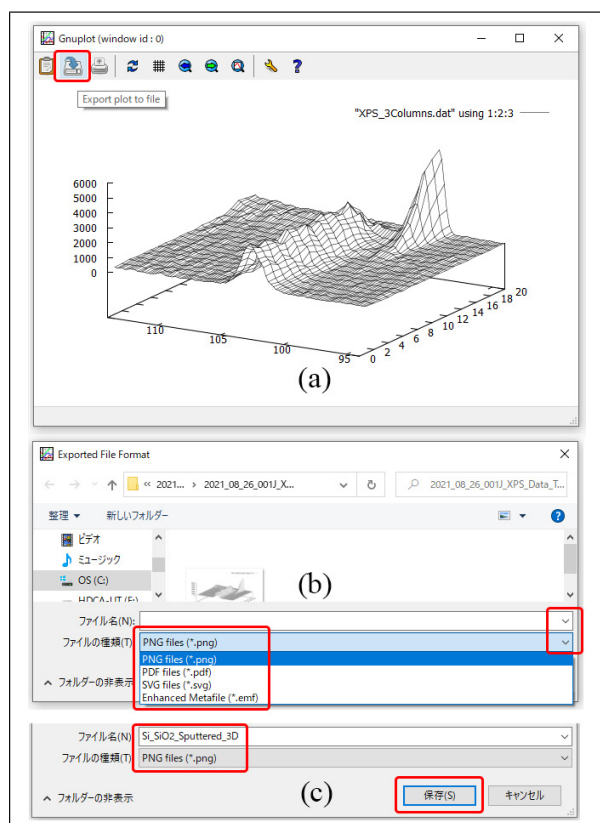 Gnuplot (window id : 0)
Export plot to file
"XPS_3Columns.dat" using 1:2:3
6000
5000
4000
3000
2000
1000
0
110
105
100
95
0
2
4
6
8
10
12
14
16
18
20
(a)
Exported File Format
« 2021... › 2021_08_26_001J_X...
2021_08_26_001J_XPS_Data_T...
整理
新しいフォルダー
ビデオ
ミュージック
OS (C:)
HDCA-UT (F:)
(b)
ファイル名(N):
ファイルの種類(T):
PNG files (*.png)
PNG files (*.png)
PDF files (*.pdf)
SVG files (*.svg)
Enhanced Metafile (*.emf)
フォルダーの非表示
ファイル名(N): Si_SiO2_Sputtered_3D
ファイルの種類(T): PNG files (*.png)
フォルダーの非表示
(c)
保存(S)
キャンセル